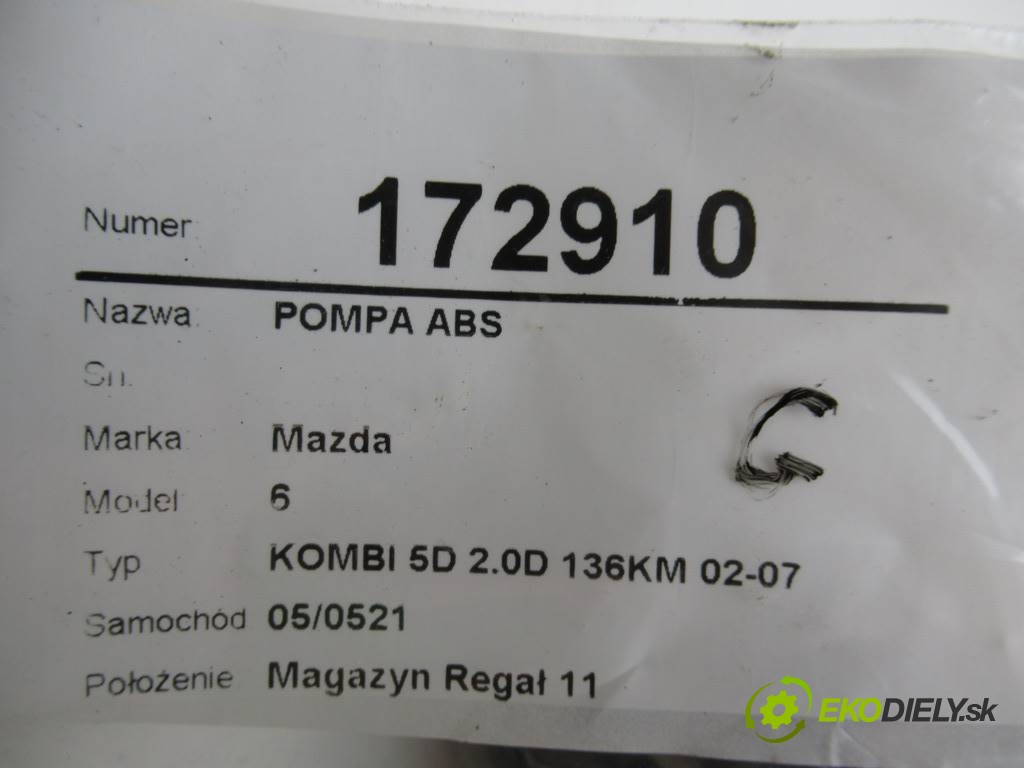 Numer 172910
Nazwa POMPA ABS
Sn.
Marka Mazda
Model 6
Typ KOMBI 5D 2.0D 136KM 02-07
Samochód 05/0521
Położenie Magazyn Regał 11
G
EKODIELY.sk